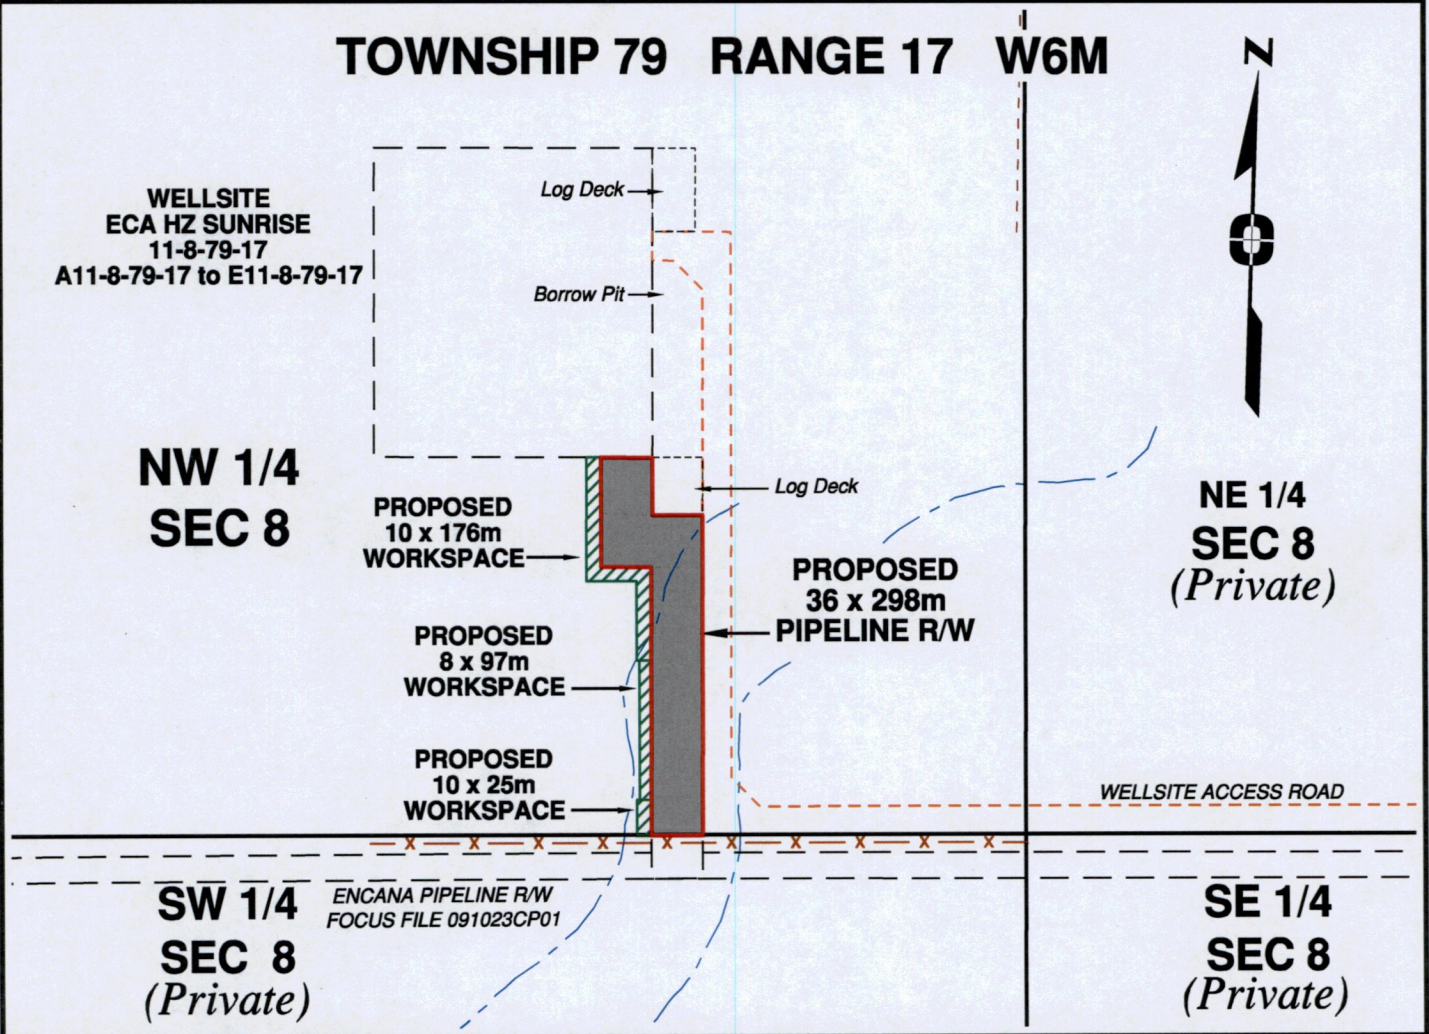 TOWNSHIP 79 RANGE 17 W6M
N
WELLSITE
ECA HZ SUNRISE
11-8-79-17
A11-8-79-17 to E11-8-79-17
Log Deck
Borrow Pit
NW 1/4
SEC 8
PROPOSED
10 x 176m
WORKSPACE
Log Deck
NE 1/4
SEC 8
(Private)
PROPOSED
36 x 298m
PIPELINE R/W
PROPOSED
8 x 97m
WORKSPACE
PROPOSED
10 x 25m
WORKSPACE
WELLSITE ACCESS ROAD
X X X X X X X X X X
SW 1/4
SEC 8
(Private)
ENCANA PIPELINE R/W
FOCUS FILE 091023CP01
SE 1/4
SEC 8
(Private)